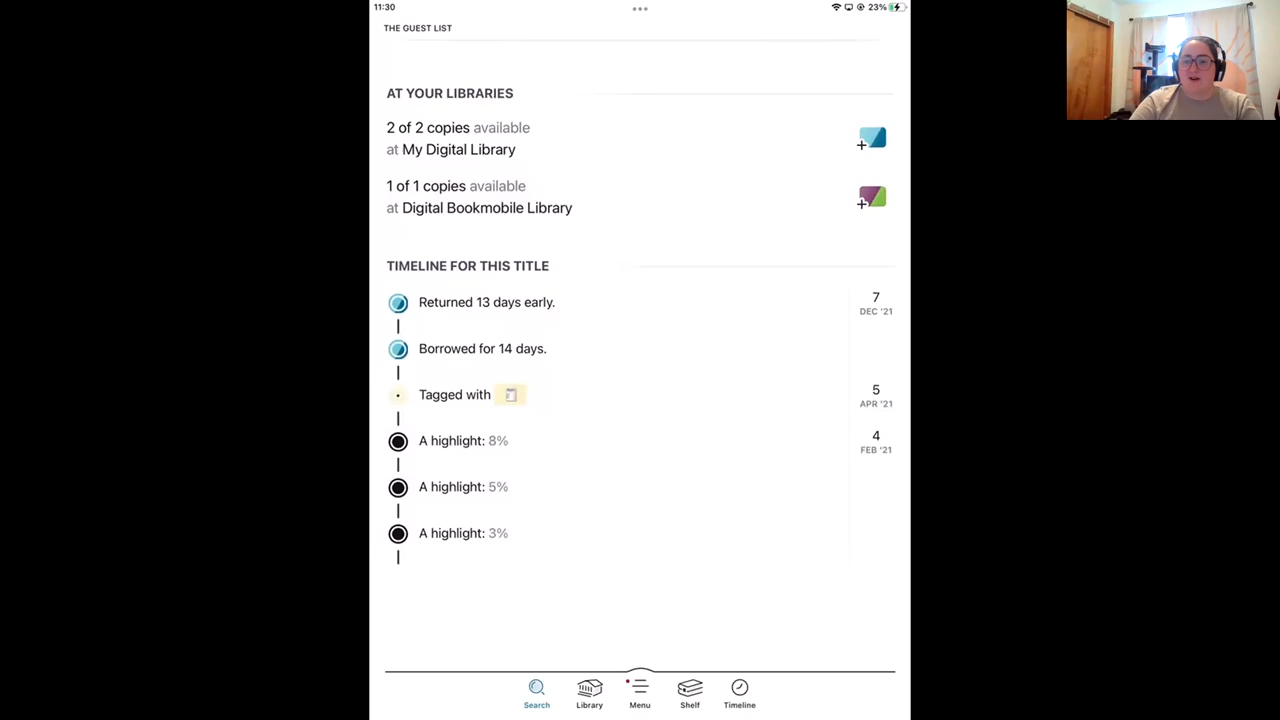 11:30
23%
THE GUEST LIST
AT YOUR LIBRARIES
2 of 2 copies available
at My Digital Library
1 of 1 copies available
at Digital Bookmobile Library
TIMELINE FOR THIS TITLE
Returned 13 days early.
7
DEC '21
Borrowed for 14 days.
Tagged with
5
APR '21
A highlight: 8%
4
FEB '21
A highlight: 5%
A highlight: 3%
Search
Library
Menu
Shelf
Timeline